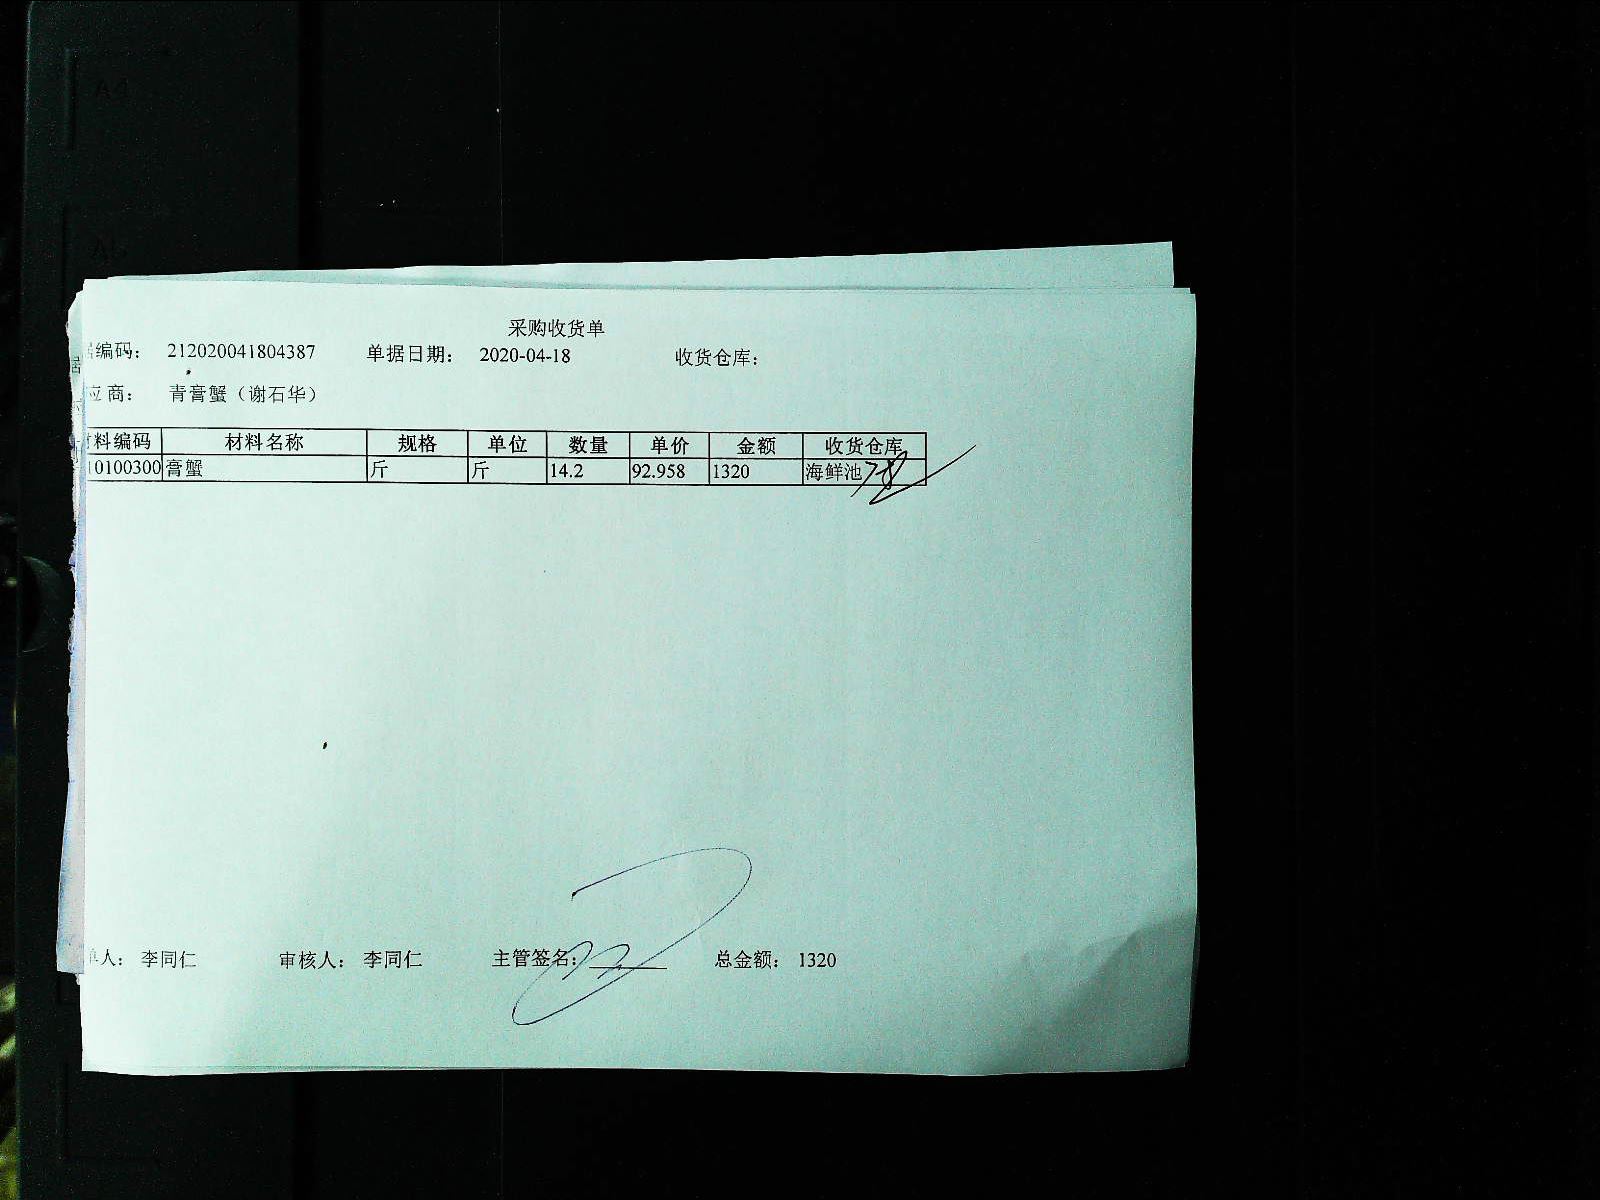 采购收货单
编码： 212020041804387 单据日期： 2020-04-18 收货仓库：
应商： 青膏蟹（谢石华）
材料编码 材料名称 规格 单位 数量 单价 金额 收货仓库
10100300 膏蟹 斤 斤 14.2 92.958 1320 海鲜池
单人： 李同仁 审核人： 李同仁 主管签名： 总金额： 1320